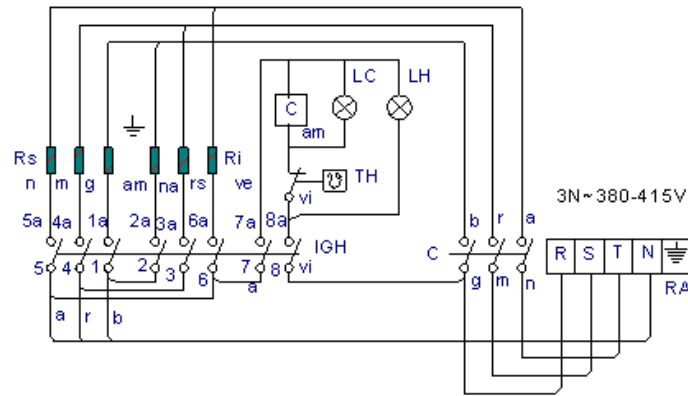 LC LH
C
am
Rs Ri TH
n m g am na rs ve
vi
3N~380-415V
5a 4a 1a 2a 3a 6a 7a 8a b r a
IGH C R S T N
5 4 1 2 3 6 7 8 vi
a g m n RA
a r b